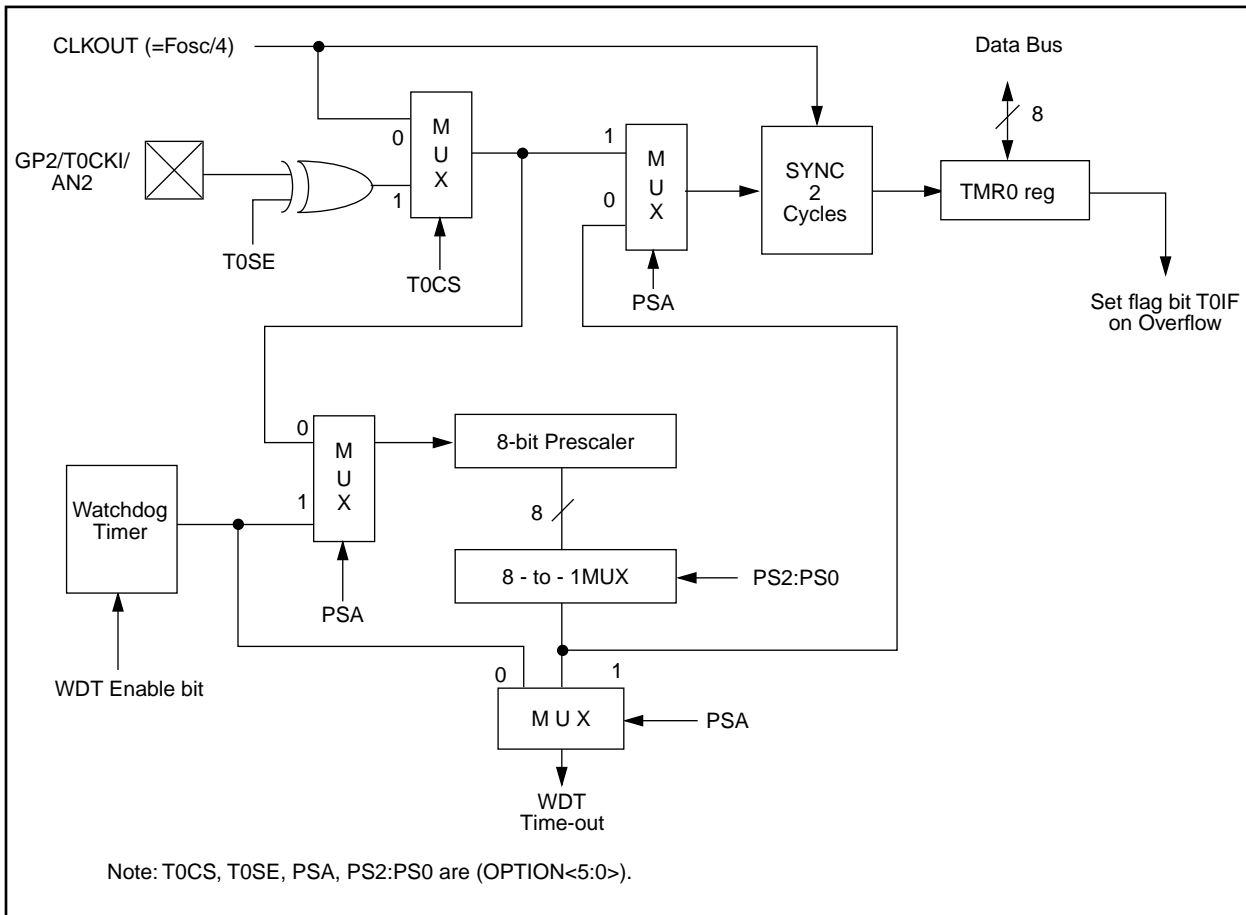 CLKOUT (=Fosc/4)
Data Bus
8
GP2/T0CKI/
AN2
0
1
M
U
X
T0SE
T0CS
1
0
M
U
X
PSA
SYNC
2
Cycles
TMR0 reg
Set flag bit T0IF
on Overflow
0
1
M
U
X
PSA
8-bit Prescaler
8
Watchdog
Timer
8 - to - 1MUX
PS2:PS0
WDT Enable bit
0
1
M U X
PSA
WDT
Time-out
Note: T0CS, T0SE, PSA, PS2:PS0 are (OPTION<5:0>).